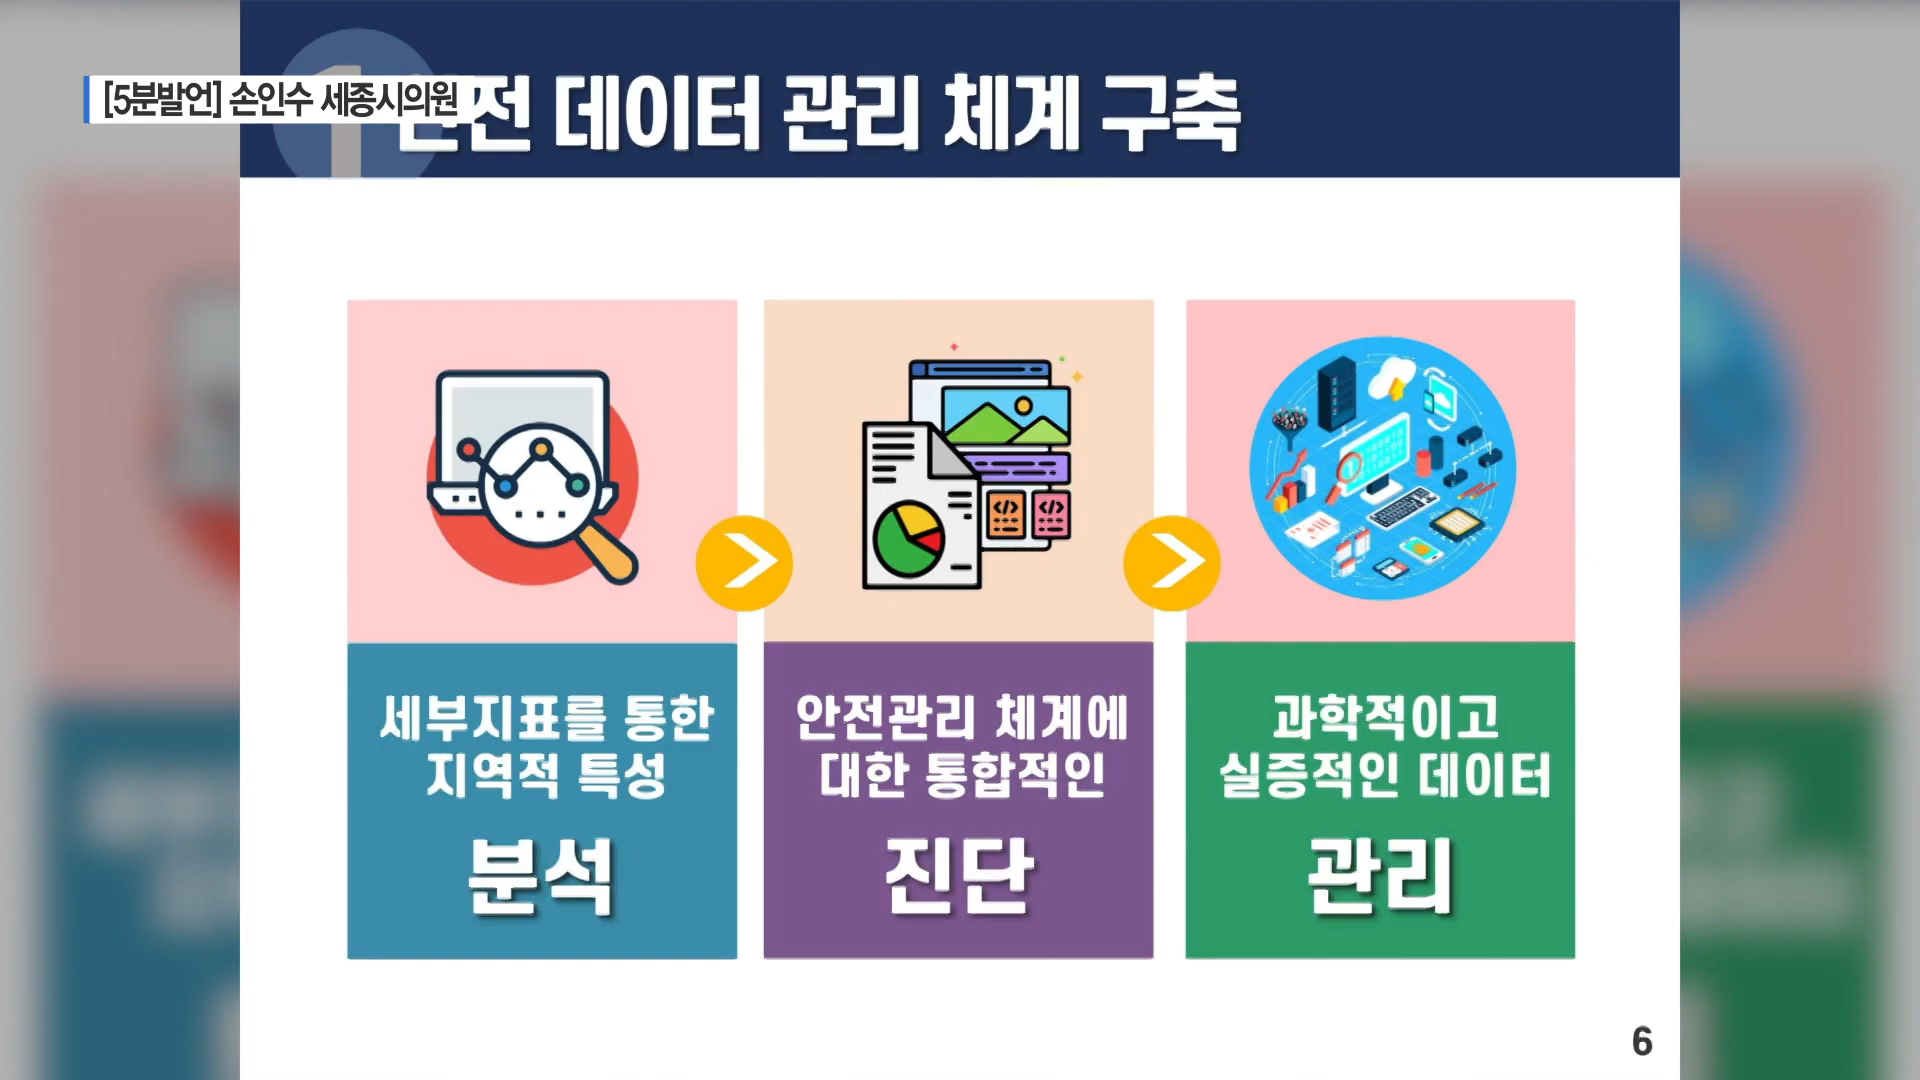 [5분발언] 손인수 세종시의원
1
안전 데이터 관리 체계 구축
세부지표를 통한
지역적 특성
분석
안전관리 체계에
대한 통합적인
진단
과학적이고
실증적인 데이터
관리
6